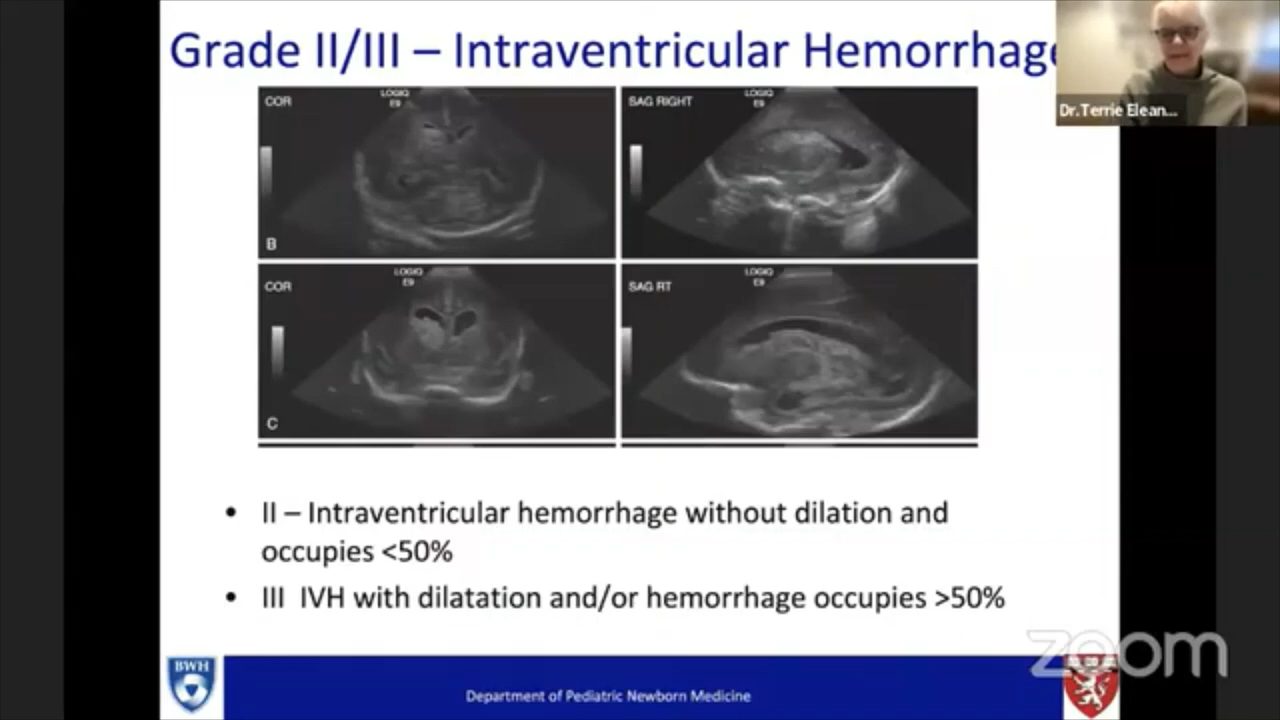 Grade II/III – Intraventricular Hemorrhage
Dr.Terrie Elean...
COR
LOGIQ
E9
B
SAG RIGHT
LOGIQ
E9
COR
LOGIQ
E9
C
SAG RT
LOGIQ
E9
• II – Intraventricular hemorrhage without dilation and
occupies <50%
• III IVH with dilatation and/or hemorrhage occupies >50%
zoom
BWH
Department of Pediatric Newborn Medicine